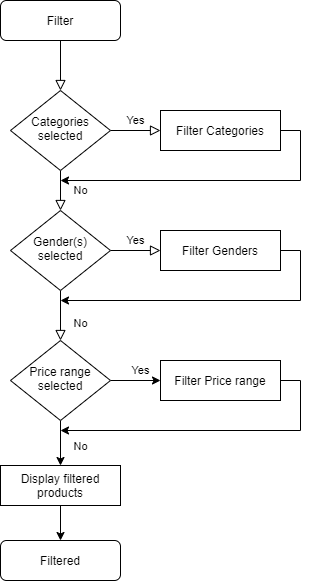 Filter
Categories
selected
Yes
Filter Categories
No
Gender(s)
selected
Yes
Filter Genders
No
Price range
selected
Yes
Filter Price range
No
Display filtered
products
Filtered